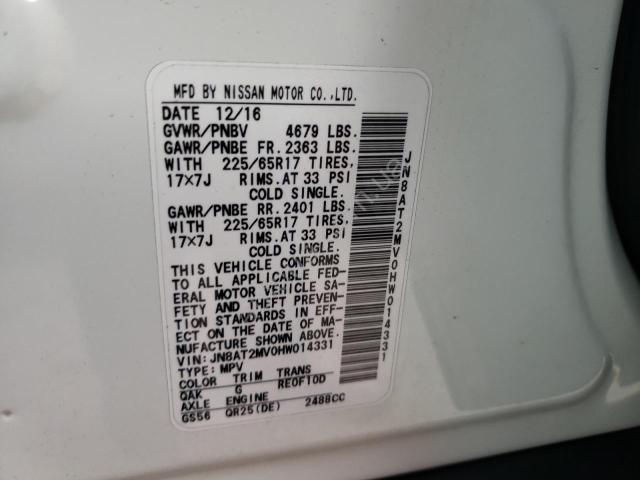 MFD BY NISSAN MOTOR CO.,LTD.
DATE 12/16
GVWR/PNBV 4679 LBS.
GAWR/PNBE FR. 2363 LBS.
WITH 225/65R17 TIRES.
17×7J RIMS.AT 33 PSI
COLD SINGLE.
GAWR/PNBE RR. 2401 LBS.
WITH 225/65R17 TIRES.
17×7J RIMS.AT 33 PSI
COLD SINGLE.
THIS VEHICLE CONFORMS
TO ALL APPLICABLE FED-
ERAL MOTOR VEHICLE SA-
FETY AND THEFT PREVEN-
TION STANDARDS IN EFF-
ECT ON THE DATE OF MA-
NUFACTURE SHOWN ABOVE.
VIN: JN8AT2MV0HW014331
TYPE: MPV
COLOR TRIM TRANS
QAK G RE0F10D
AXLE ENGINE
GS56 QR25(DE) 2488CC
JN8AT2MV0HW014331